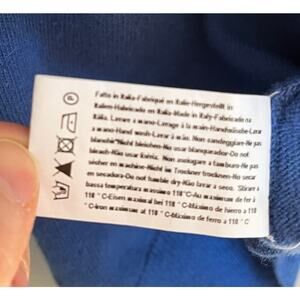 P
Fatto in Italia-Fabriqué en Italie-Hergestellt in
Italien-Fabricado en Italia-Made in Italy-Fabricado na
Itália. Lavare a mano-Lavage à la main-Handwäsche-Lavar
a mano-Hand wash-Lavar à mão. Non candeggiare-Ne pas
blanchir-Nicht bleichen-No usar blanqueador-Do not
bleach-Não usar lixívia. Non asciugare a tamburo-Ne pas
sécher en machine-Nicht im Trockner trocknen-No secar
en secadora-Do not tumble dry-Não lavar a seco. Stirare a
bassa temperatura massimo 110°C-Au maximum de fer à
110 ° C-Eisen maximal bei 110 ° C-Máximo de hierro a 110
° C-Iron maximum at 110 ° C-Máximo de ferro a 110 ° C